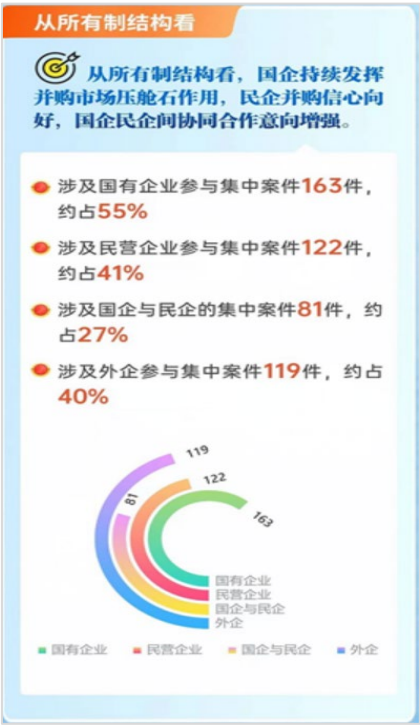 从所有制结构看
从所有制结构看，国企持续发挥
并购市场压舱石作用，民企并购信心向
好，国企民企间协同合作意向增强。
涉及国有企业参与集中案件163件，
约占55%
涉及民营企业参与集中案件122件，
约占41%
涉及国企与民企的集中案件81件，约
占27%
涉及外企参与集中案件119件，约占
40%
119
122
81
163
国有企业
民营企业
国企与民企
外企
国有企业 民营企业 国企与民企 外企